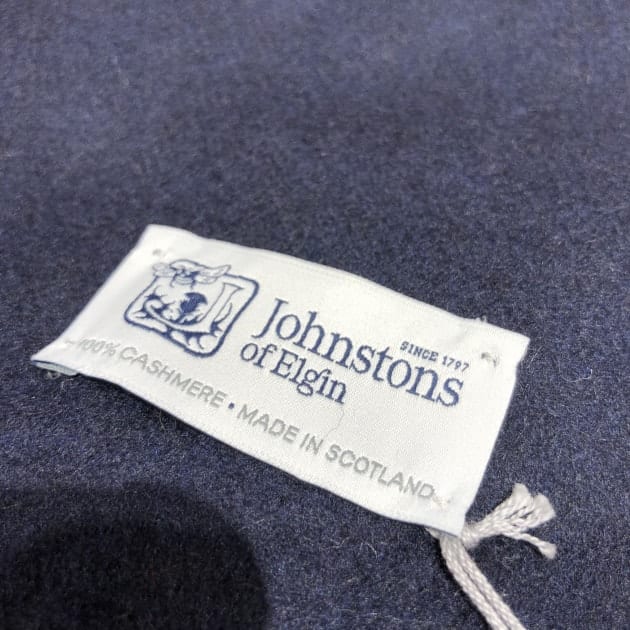 SINCE 1797
Johnstons
of Elgin
100% CASHMERE • MADE IN SCOTLAND